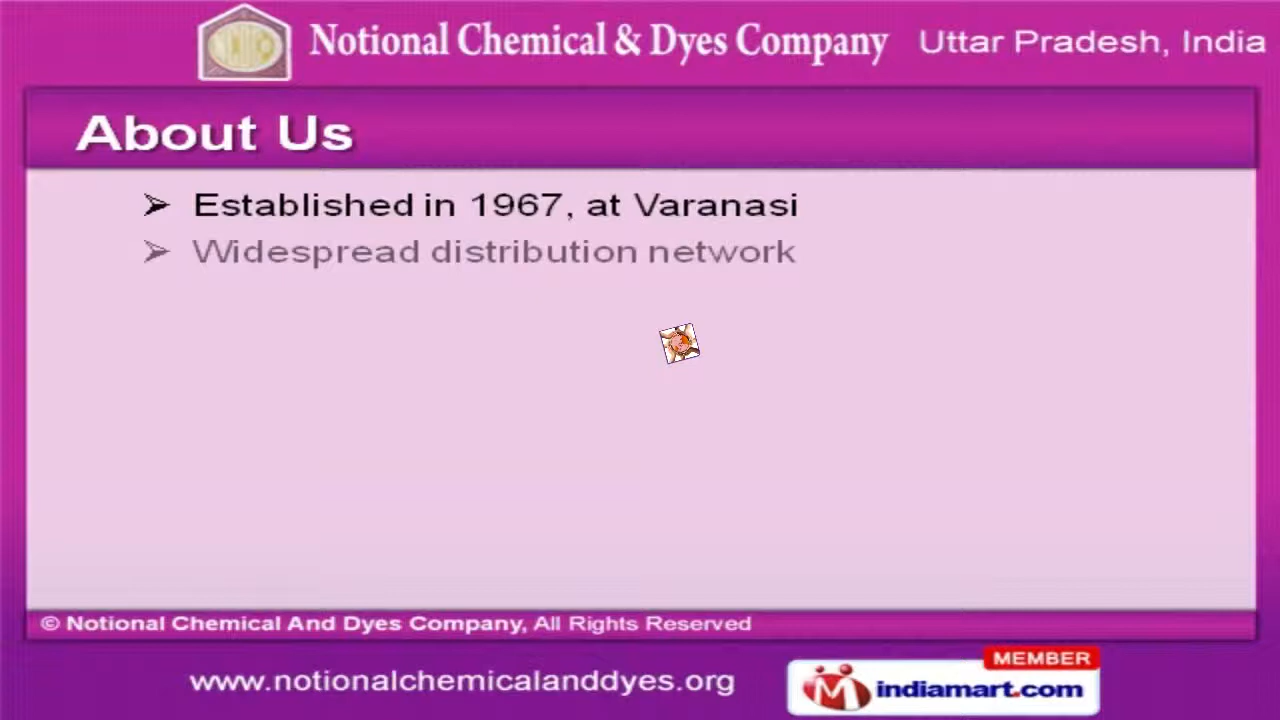 Notional Chemical & Dyes Company Uttar Pradesh, India
About Us
➢ Established in 1967, at Varanasi
➢ Widespread distribution network
© Notional Chemical And Dyes Company, All Rights Reserved
MEMBER
www.notionalchemicalanddyes.org indiamart.com